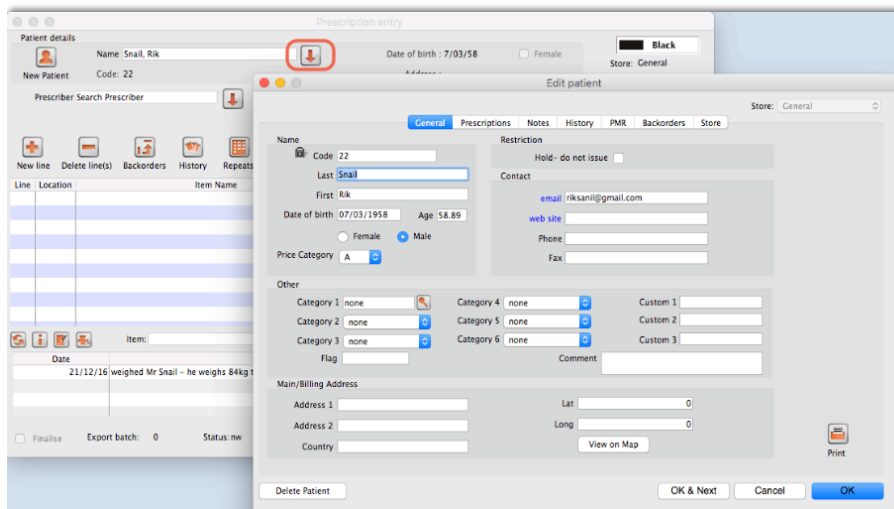 Prescription entry
Patient details
Name Snail, Rik
Date of birth : 7/03/58
Female
Black
New Patient
Code: 22
Store: General
Prescriber Search Prescriber
New line Delete line(s) Backorders History Repeats
Line Location Item Name
Item:
Date
21/12/16 weighed Mr Snail – he weighs 84kg
Finalise Export batch: 0 Status: nw
Edit patient
Store: General
General Prescriptions Notes History PMR Backorders Store
Name
Code 22
Last Snail
First Rik
Date of birth 07/03/1958 Age 58.89
Female Male
Price Category A
Restriction
Hold- do not issue
Contact
email riksanil@gmail.com
web site
Phone
Fax
Other
Category 1 none Category 4 none Custom 1
Category 2 none Category 5 none Custom 2
Category 3 none Category 6 none Custom 3
Flag Comment
Main/Billing Address
Address 1 Lat 0
Address 2 Long 0
Country View on Map
Print
Delete Patient OK & Next Cancel OK